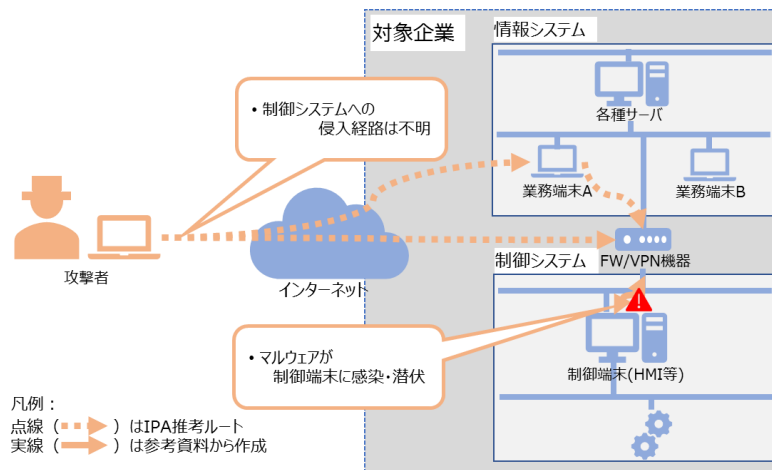 対象企業
情報システム
・制御システムへの
侵入経路は不明
各種サーバ
業務端末A
業務端末B
攻撃者
インターネット
FW/VPN機器
制御システム
・マルウェアが
制御端末に感染・潜伏
制御端末(HMI等)
凡例：
点線（ ）はIPA推考ルート
実線（ ）は参考資料から作成